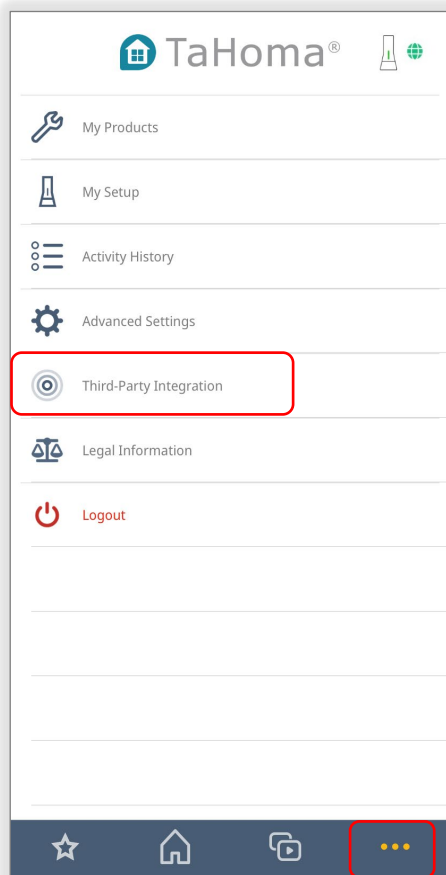 TaHoma®
My Products
My Setup
Activity History
Advanced Settings
Third-Party Integration
Legal Information
Logout